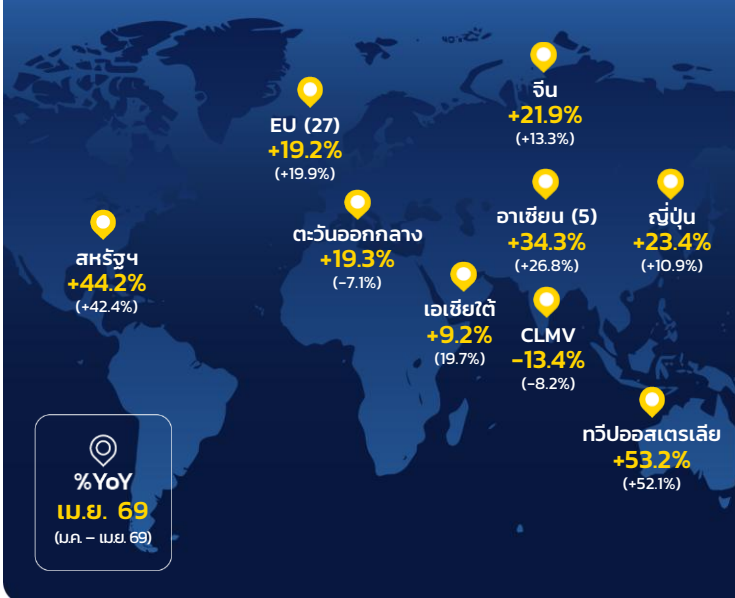 จีน
+21.9%
(+13.3%)
EU (27)
+19.2%
(+19.9%)
อาเซียน (5)
+34.3%
(+26.8%)
ญี่ปุ่น
+23.4%
(+10.9%)
ตะวันออกกลาง
+19.3%
(-7.1%)
สหรัฐฯ
+44.2%
(+42.4%)
เอเชียใต้
+9.2%
(19.7%)
CLMV
-13.4%
(-8.2%)
ทวีปออสเตรเลีย
+53.2%
(+52.1%)
%YoY
เม.ย. 69
(ม.ค. – เม.ย. 69)